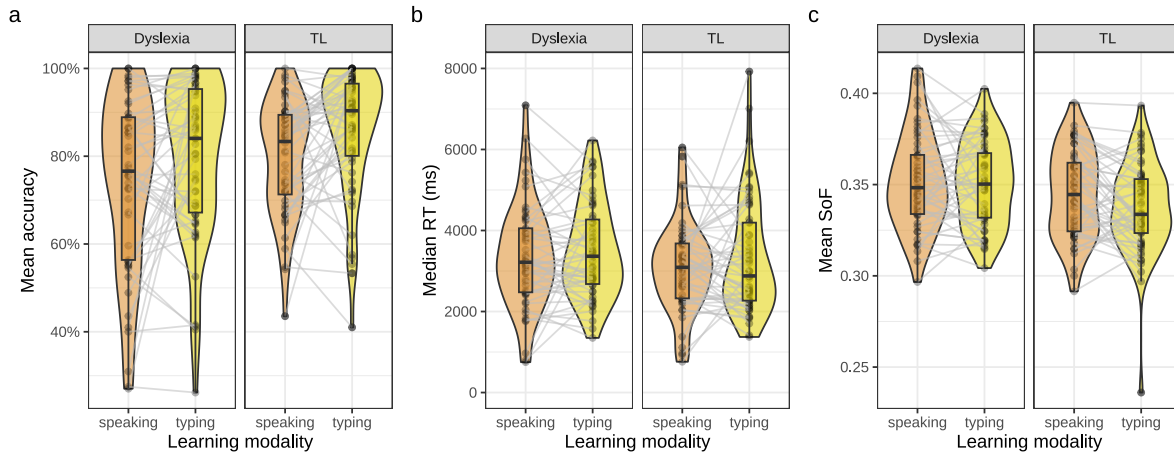 a
Dyslexia
TL
Mean accuracy
100%
80%
60%
40%
speaking
typing
speaking
typing
Learning modality
b
Dyslexia
TL
Median RT (ms)
8000
6000
4000
2000
0
speaking
typing
speaking
typing
Learning modality
c
Dyslexia
TL
Mean SoF
0.40
0.35
0.30
0.25
speaking
typing
speaking
typing
Learning modality